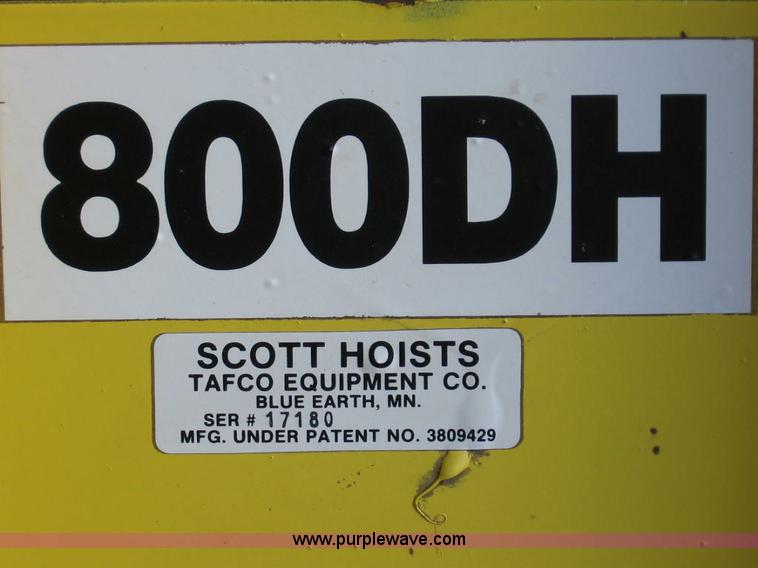 800DH
SCOTT HOISTS
TAFCO EQUIPMENT CO.
BLUE EARTH, MN.
SER # 17180
MFG. UNDER PATENT NO. 3809429
www.purplewave.com